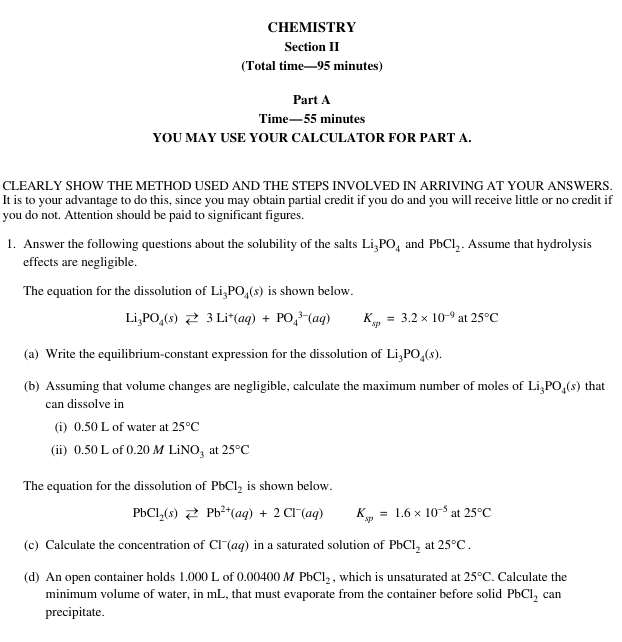 CHEMISTRY
Section II
(Total time—95 minutes)
Part A
Time—55 minutes
YOU MAY USE YOUR CALCULATOR FOR PART A.
CLEARLY SHOW THE METHOD USED AND THE STEPS INVOLVED IN ARRIVING AT YOUR ANSWERS.
It is to your advantage to do this, since you may obtain partial credit if you do and you will receive little or no credit if
you do not. Attention should be paid to significant figures.
1. Answer the following questions about the solubility of the salts Li₃PO₄ and PbCl₂. Assume that hydrolysis
effects are negligible.
The equation for the dissolution of Li₃PO₄(s) is shown below.
Li₃PO₄(s) ⇄ 3 Li⁺(aq) + PO₄³⁻(aq) Kₛₚ = 3.2 × 10⁻⁹ at 25°C
(a) Write the equilibrium-constant expression for the dissolution of Li₃PO₄(s).
(b) Assuming that volume changes are negligible, calculate the maximum number of moles of Li₃PO₄(s) that
can dissolve in
(i) 0.50 L of water at 25°C
(ii) 0.50 L of 0.20 M LiNO₃ at 25°C
The equation for the dissolution of PbCl₂ is shown below.
PbCl₂(s) ⇄ Pb²⁺(aq) + 2 Cl⁻(aq) Kₛₚ = 1.6 × 10⁻⁵ at 25°C
(c) Calculate the concentration of Cl⁻(aq) in a saturated solution of PbCl₂ at 25°C.
(d) An open container holds 1.000 L of 0.00400 M PbCl₂, which is unsaturated at 25°C. Calculate the
minimum volume of water, in mL, that must evaporate from the container before solid PbCl₂ can
precipitate.